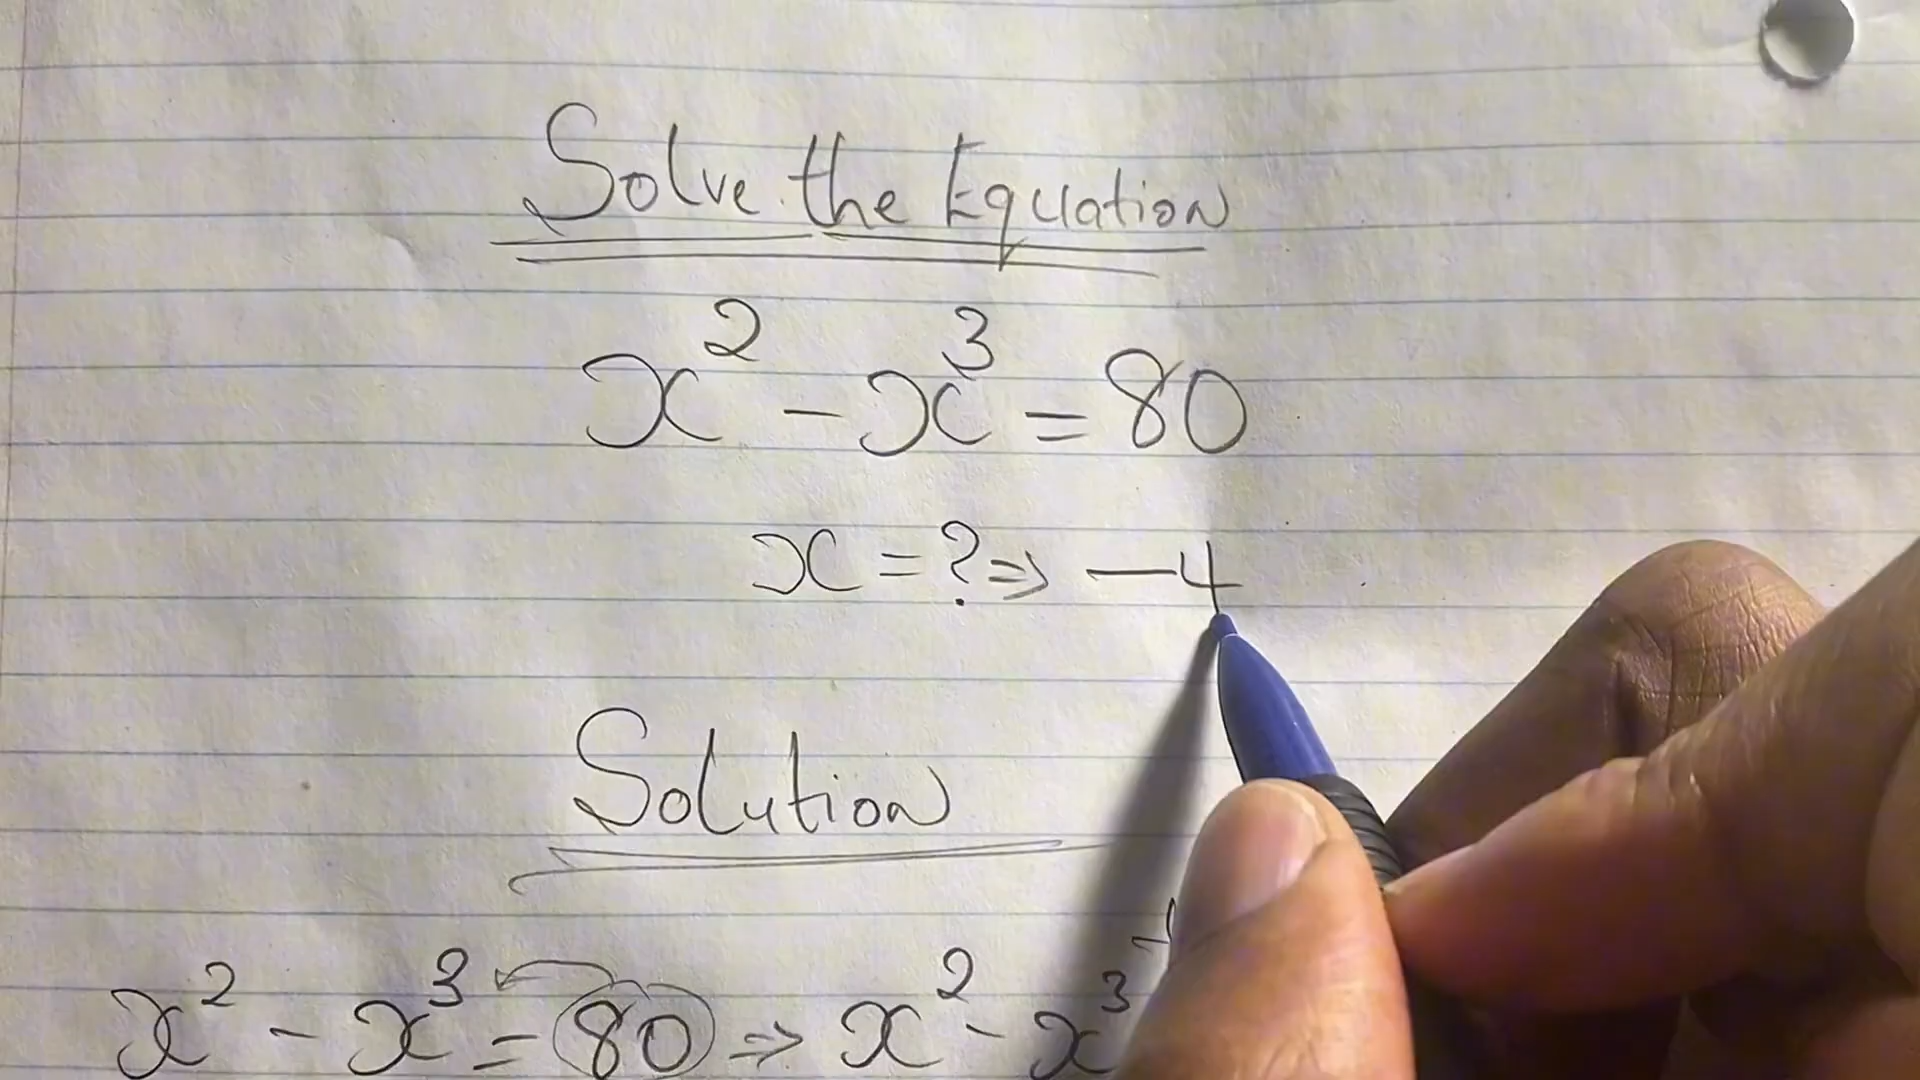 Solve the Equation
x² - x³ = 80
x = ? ⇒ -4
Solution
x² - x³ = 80 ⇒ x² - x³